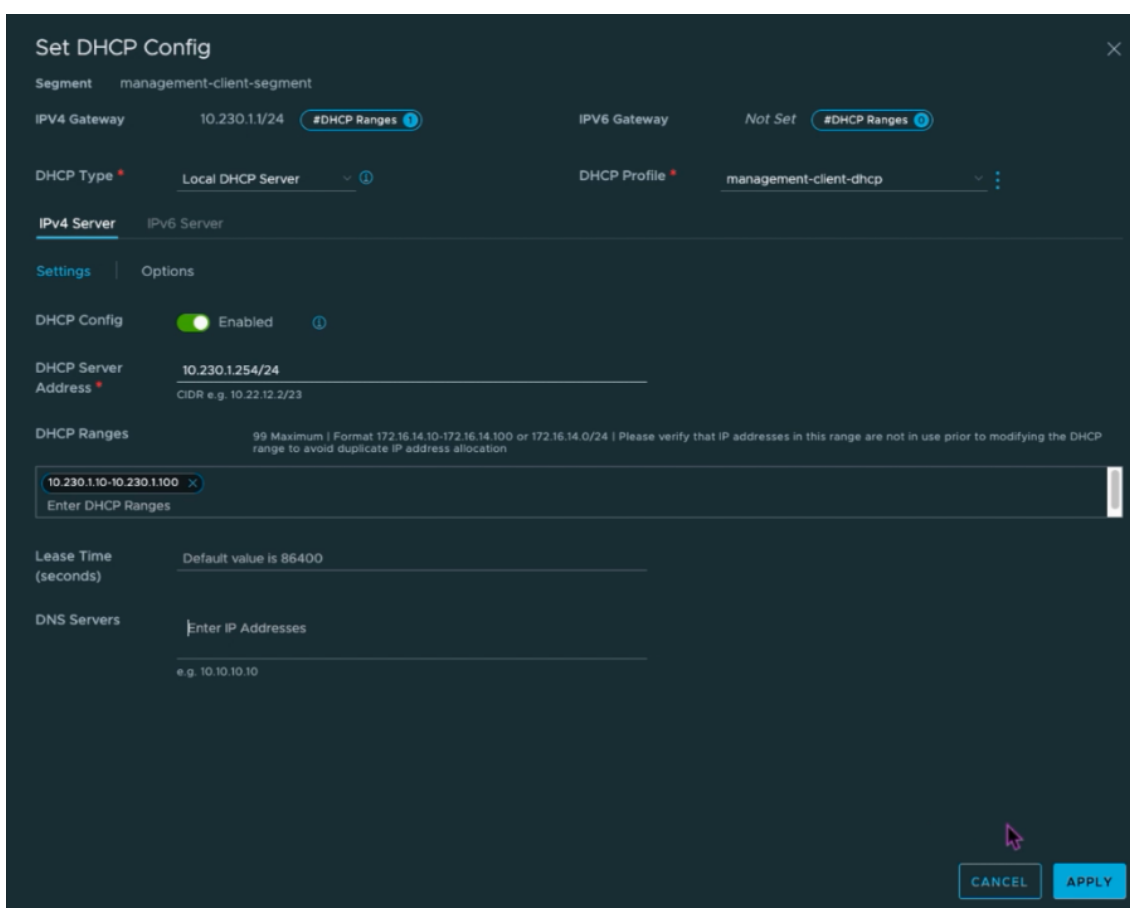 Set DHCP Config
Segment management-client-segment
IPV4 Gateway 10.230.1.1/24 #DHCP Ranges 1 IPV6 Gateway Not Set #DHCP Ranges 0
DHCP Type * Local DHCP Server DHCP Profile * management-client-dhcp
IPv4 Server IPv6 Server
Settings | Options
DHCP Config Enabled
DHCP Server
Address *
10.230.1.254/24
CIDR e.g. 10.22.12.2/23
DHCP Ranges
99 Maximum | Format 172.16.14.10-172.16.14.100 or 172.16.14.0/24 | Please verify that IP addresses in this range are not in use prior to modifying the DHCP
range to avoid duplicate IP address allocation
10.230.1.10-10.230.1.100
Enter DHCP Ranges
Lease Time
(seconds)
Default value is 86400
DNS Servers
Enter IP Addresses
e.g. 10.10.10.10
CANCEL APPLY